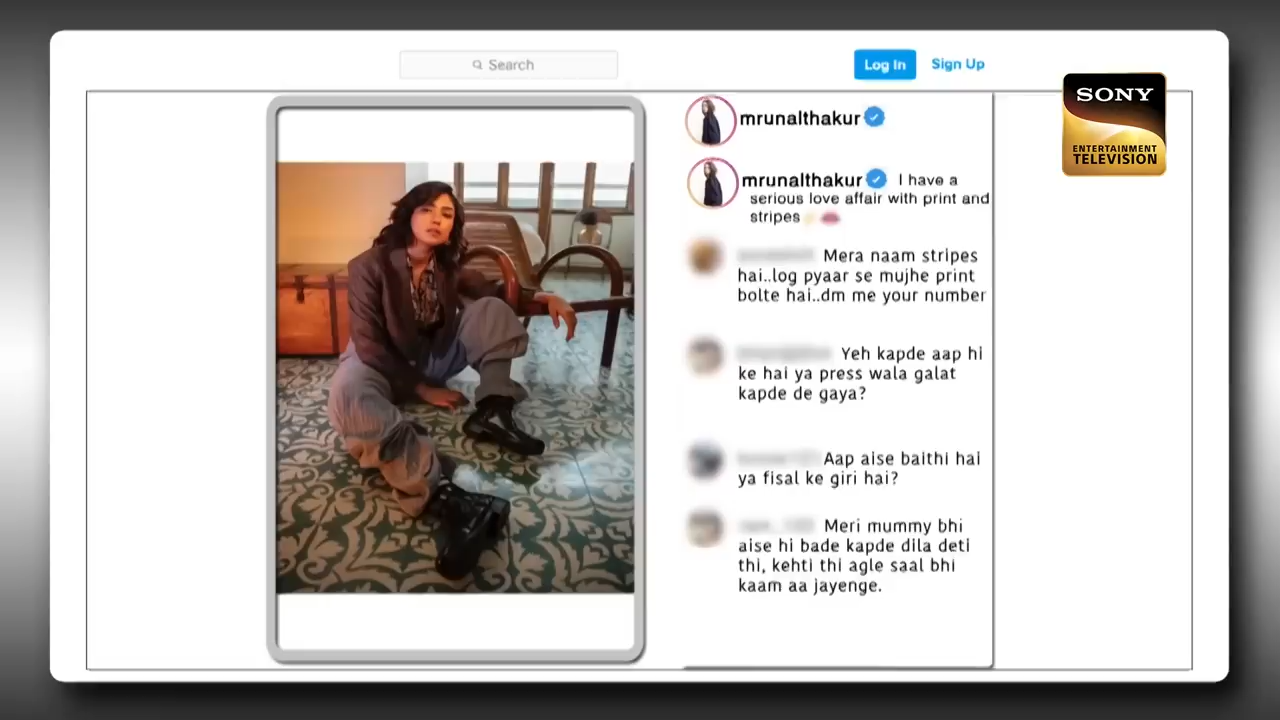 Search
Log In
Sign Up
SONY
ENTERTAINMENT
TELEVISION
mrunalthakur
mrunalthakur I have a
serious love affair with print and
stripes
Mera naam stripes
hai..log pyaar se mujhe print
bolte hai..dm me your number
Yeh kapde aap hi
ke hai ya press wala galat
kapde de gaya?
Aap aise baithi hai
ya fisal ke giri hai?
Meri mummy bhi
aise hi bade kapde dila deti
thi, kehti thi agle saal bhi
kaam aa jayenge.